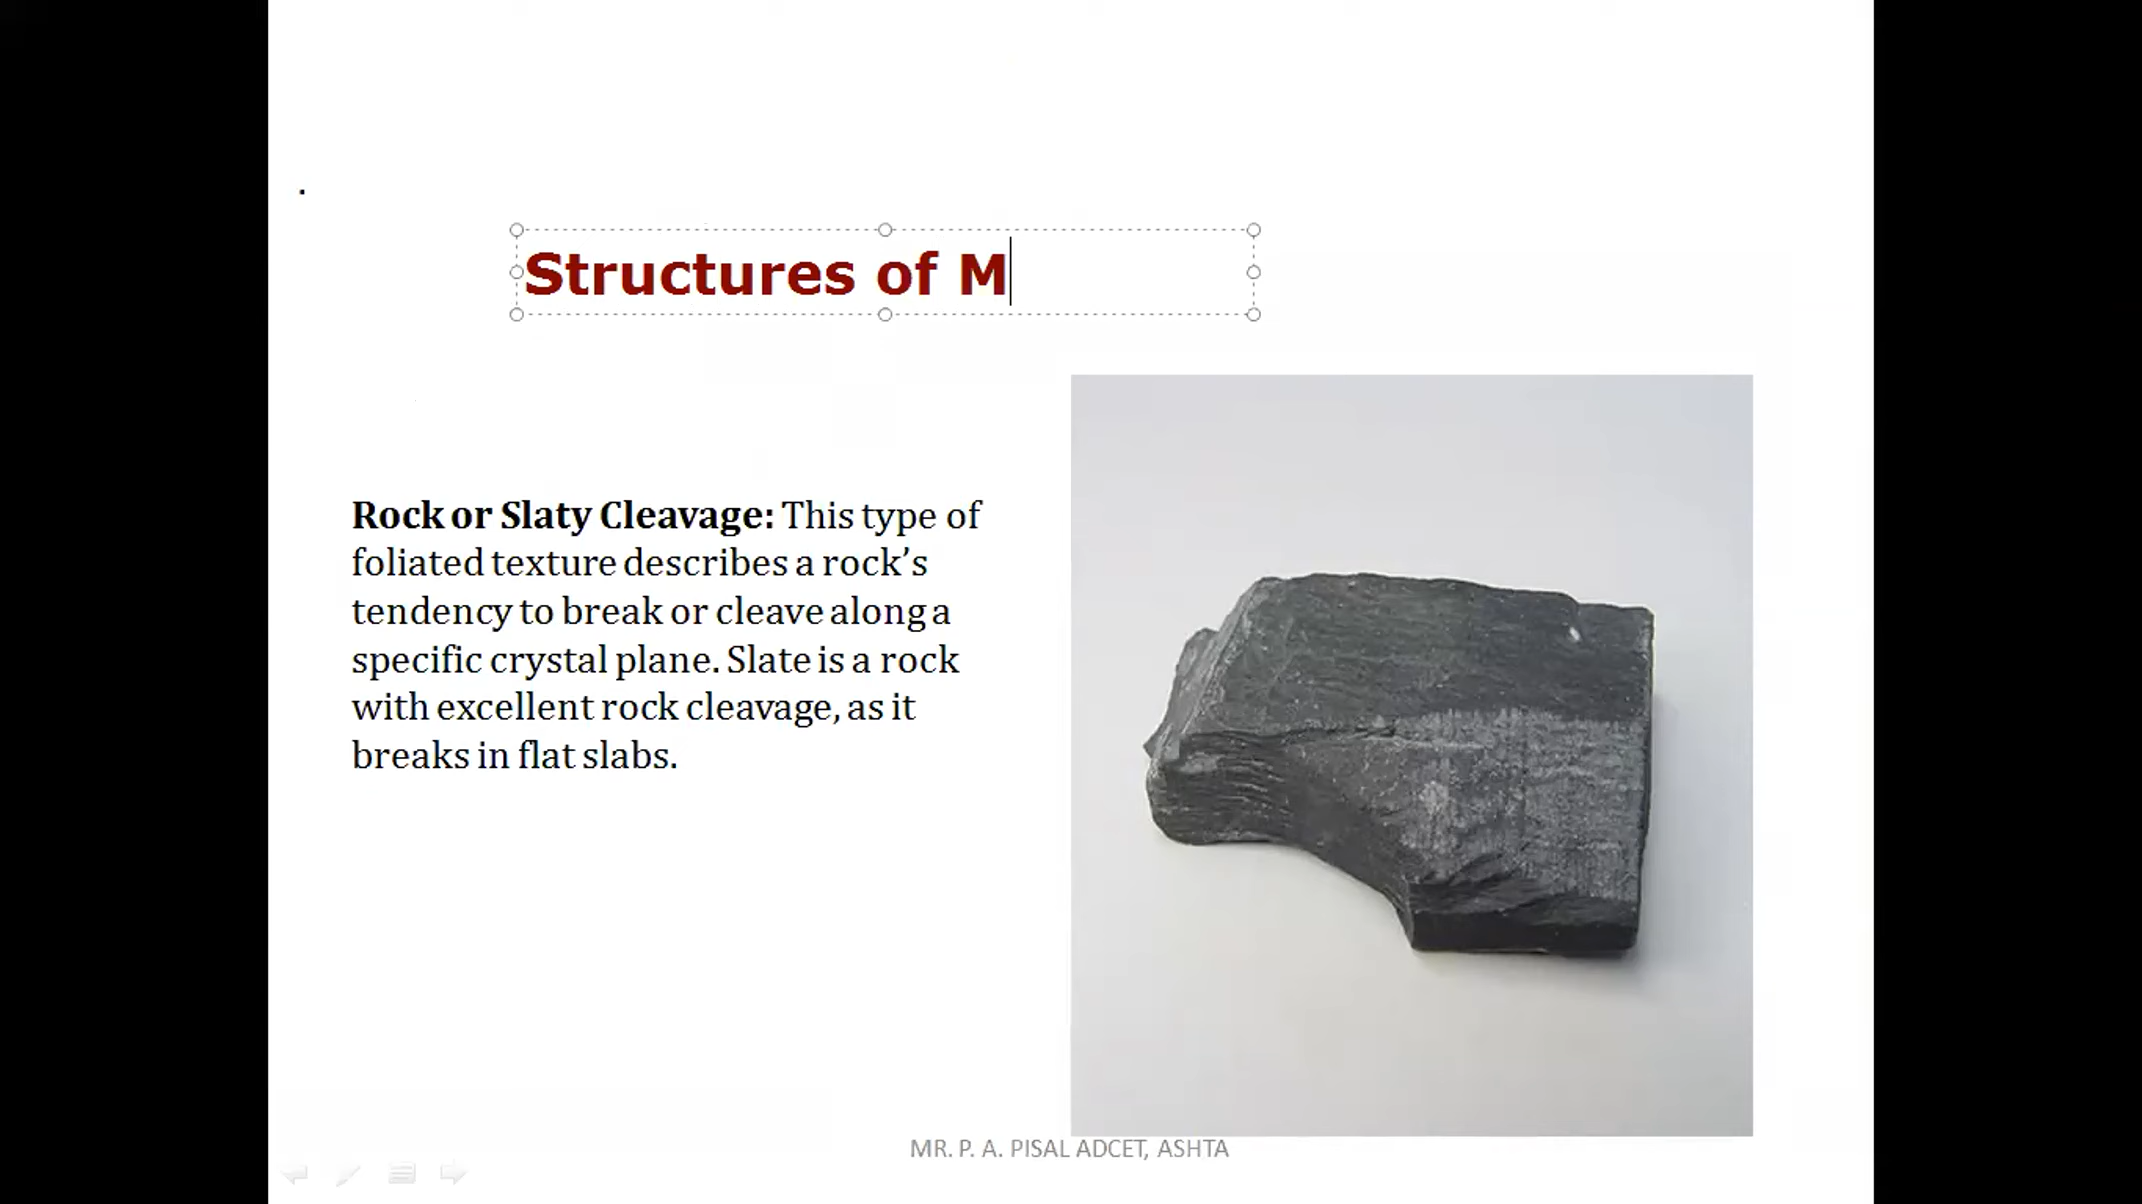 Structures of M
Rock or Slaty Cleavage: This type of
foliated texture describes a rock’s
tendency to break or cleave along a
specific crystal plane. Slate is a rock
with excellent rock cleavage, as it
breaks in flat slabs.
MR. P. A. PISAL ADCET, ASHTA